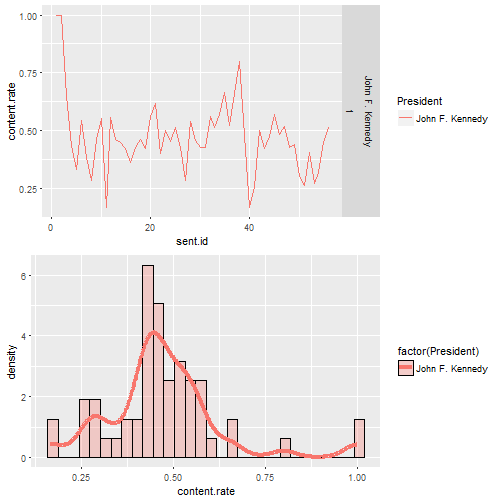 1.00
0.75
0.50
0.25
content.rate
0
20
40
sent.id
1
John F. Kennedy
President
John F. Kennedy
6
4
2
0
density
0.25
0.50
0.75
1.00
content.rate
factor(President)
John F. Kennedy